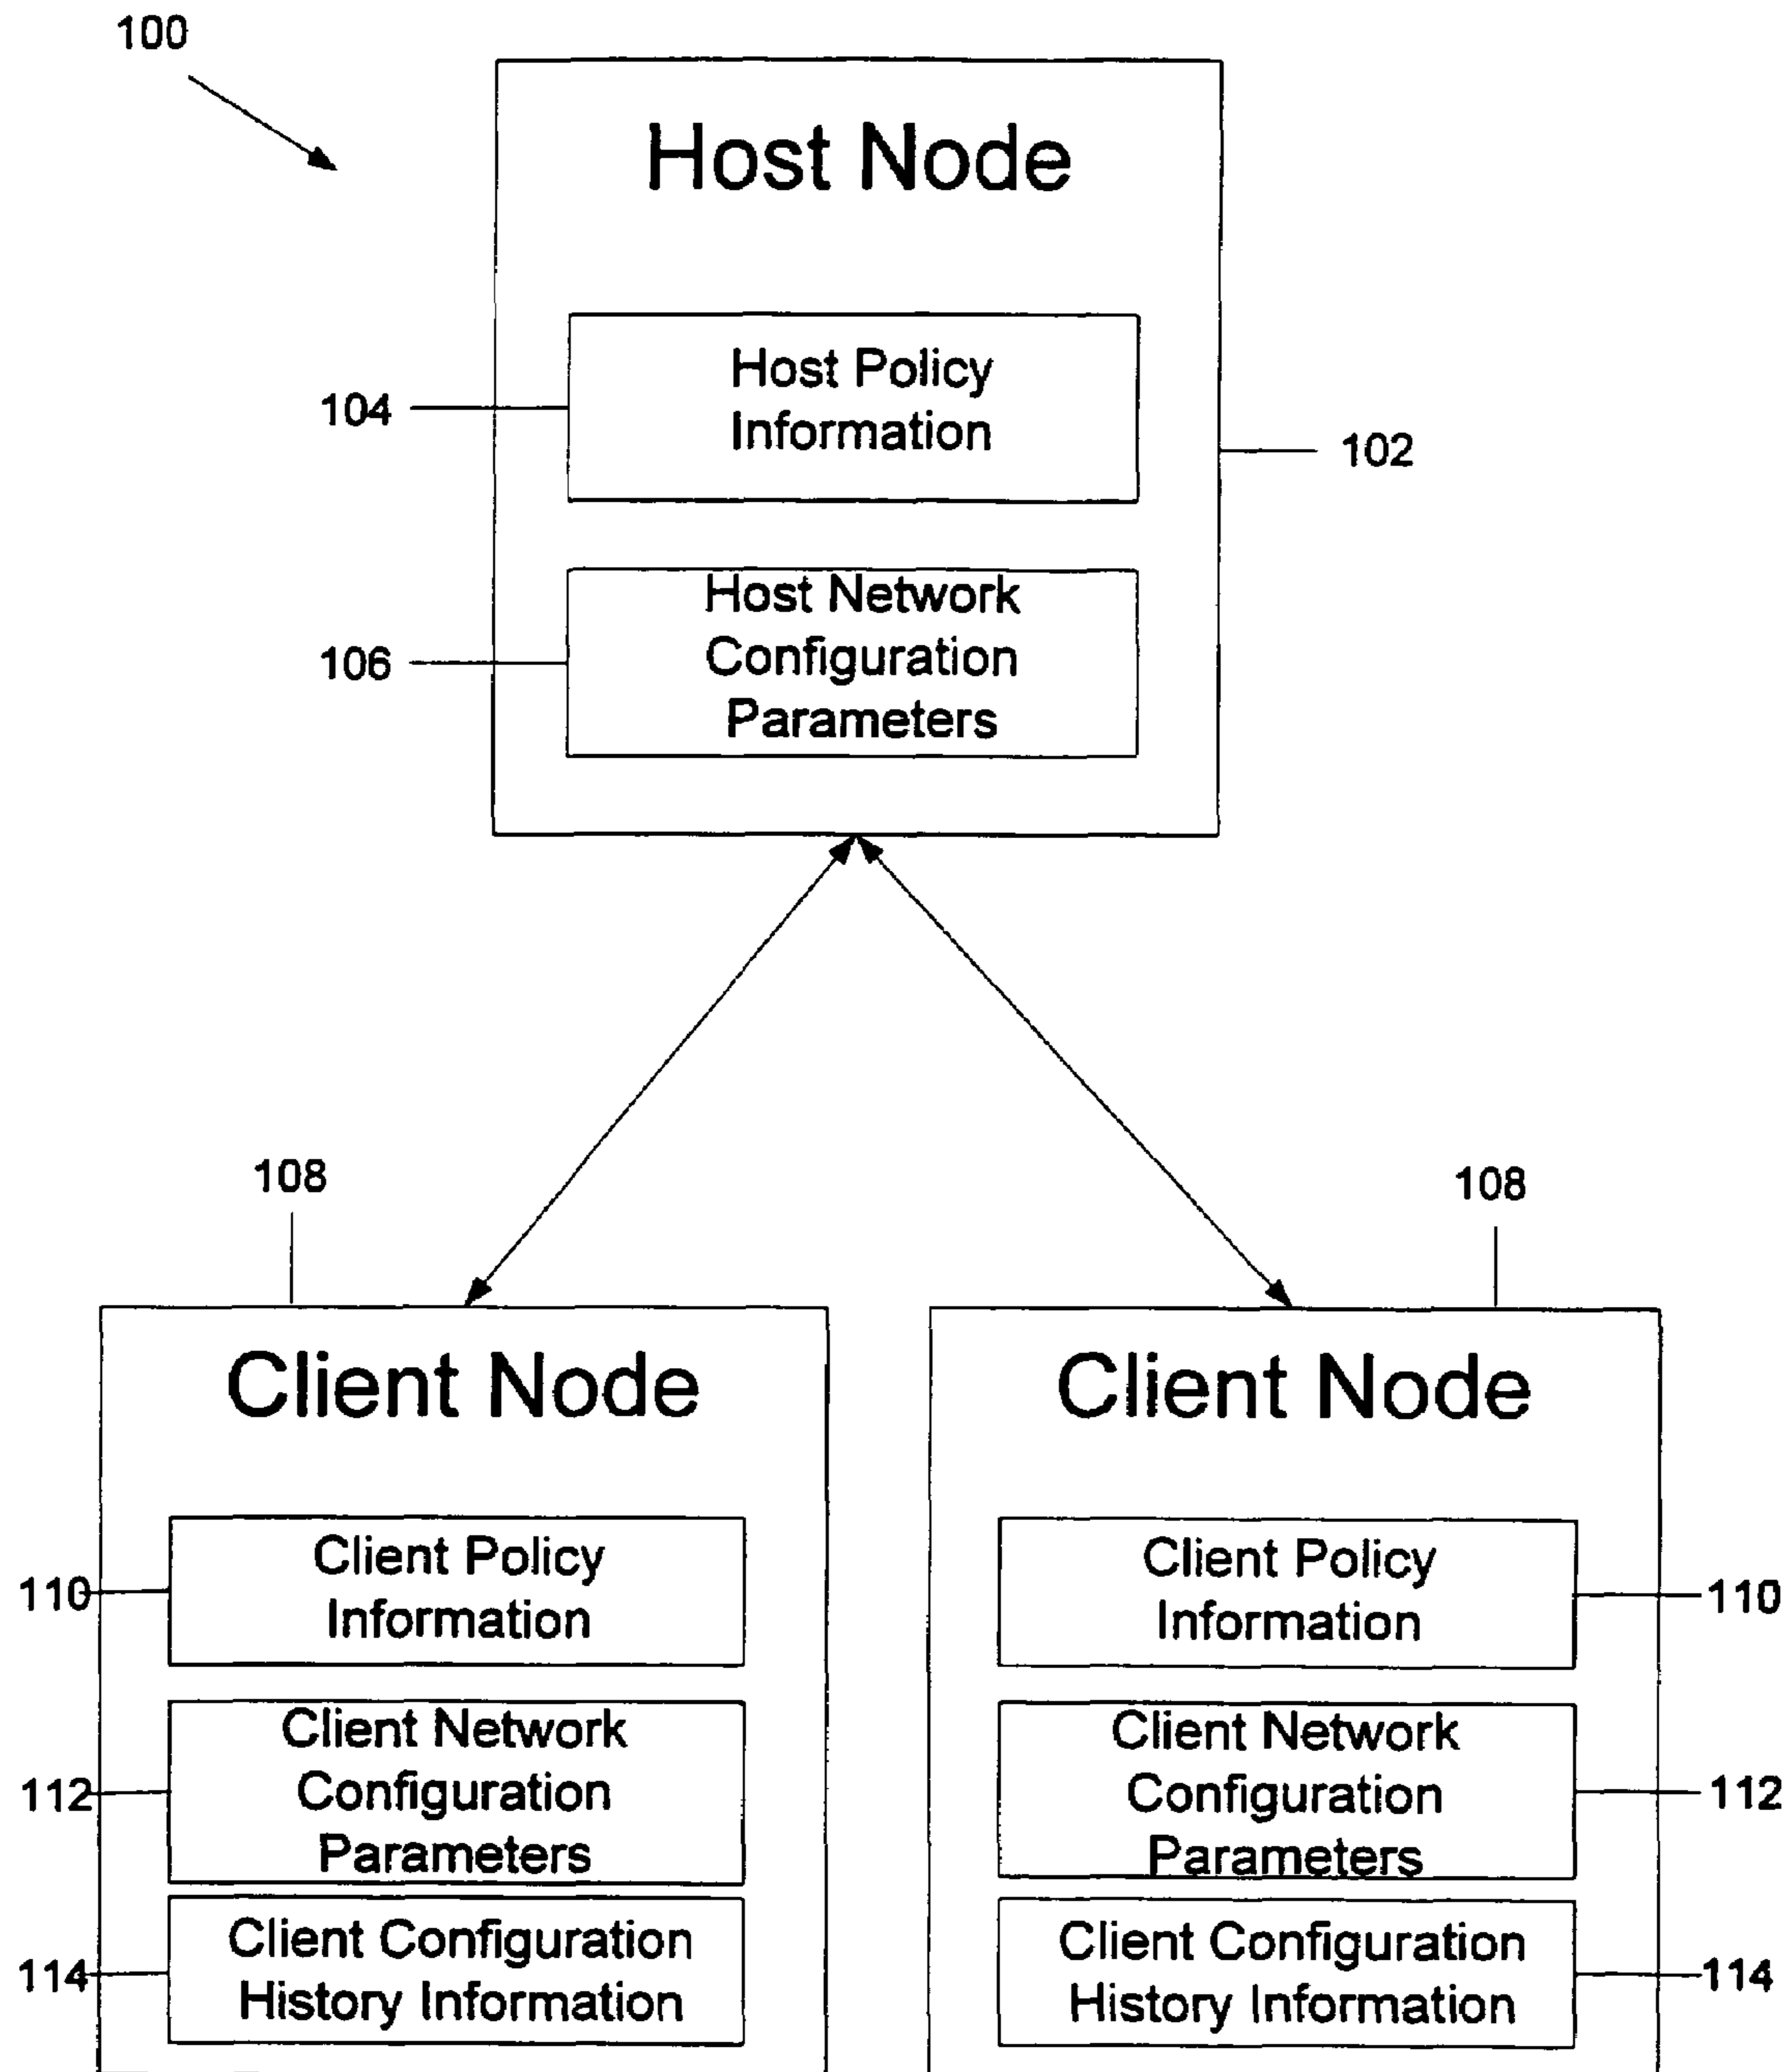 100
Host Node
Host Policy
Information
104
102
Host Network
Configuration
Parameters
106
108
108
Client Node
Client Policy
Information
110
Client Network
Configuration
Parameters
112
Client Configuration
History Information
114
Client Node
Client Policy
Information
110
Client Network
Configuration
Parameters
112
Client Configuration
History Information
114